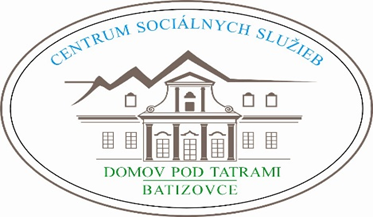 CENTRUM SOCIÁLNYCH SLUŽIEB
DOMOV POD TATRAMI
BATIZOVCE